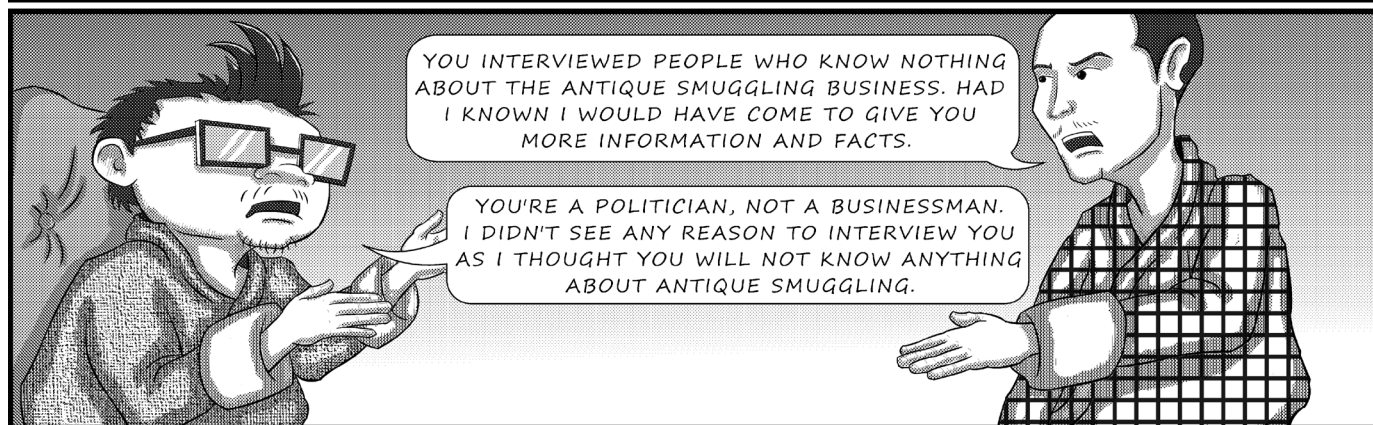 YOU INTERVIEWED PEOPLE WHO KNOW NOTHING
ABOUT THE ANTIQUE SMUGGLING BUSINESS. HAD
I KNOWN I WOULD HAVE COME TO GIVE YOU
MORE INFORMATION AND FACTS.
YOU'RE A POLITICIAN, NOT A BUSINESSMAN.
I DIDN'T SEE ANY REASON TO INTERVIEW YOU
AS I THOUGHT YOU WILL NOT KNOW ANYTHING
ABOUT ANTIQUE SMUGGLING.